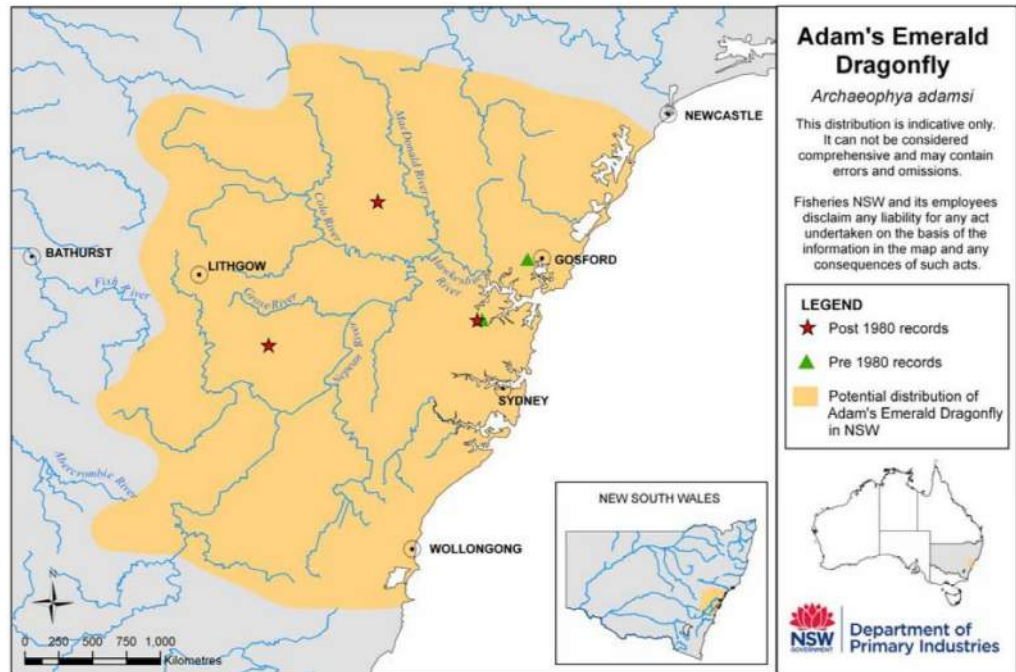 Adam's Emerald
Dragonfly
Archaeophya adamsi
This distribution is indicative only.
It can not be considered
comprehensive and may contain
errors and omissions.
Fisheries NSW and its employees
disclaim any liability for any act
undertaken on the basis of the
information in the map and any
consequences of such acts.
LEGEND
Post 1980 records
Pre 1980 records
Potential distribution of
Adam's Emerald Dragonfly
in NSW
NSW
GOVERNMENT
Department of
Primary Industries
NEWCASTLE
MacDonald River
Colo River
BATHURST
LITHGOW
GOSFORD
Hawkesbury
River
Fish River
Grose River
Nepean River
SYDNEY
Abercrombie River
WOLLONGONG
NEW SOUTH WALES
N
0 250 500 750 1,000
Kilometres